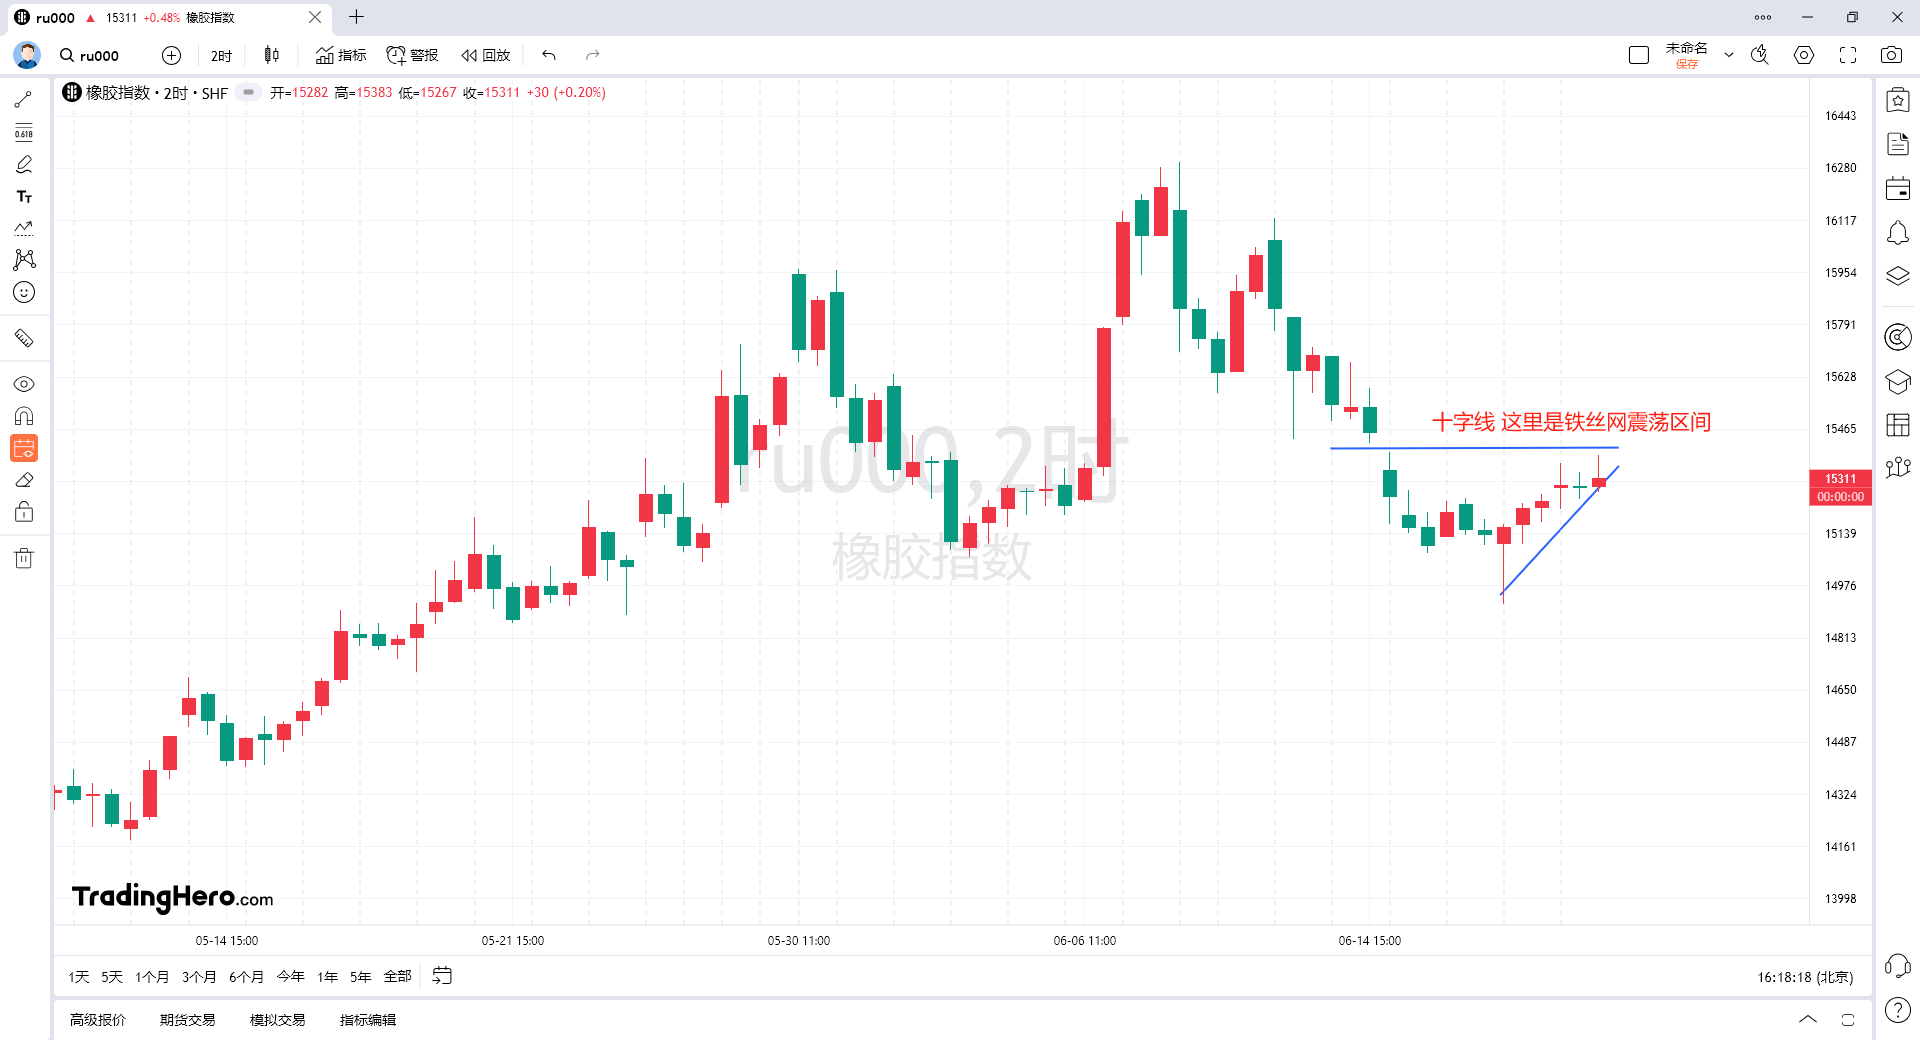 ru000 ▲ 15311 +0.48% 橡胶指数
ru000 2时 指标 警报 回放 未命名
保存
橡胶指数 · 2时 · SHF 开=15282 高=15383 低=15267 收=15311 +30 (+0.20%)
0.618
TT
16443
16280
16117
15954
15791
15628
15465
15311
00:00:00
15139
14976
14813
14650
14487
14324
14161
13998
十字线 这里是铁丝网震荡区间
ru000,2时
橡胶指数
TradingHero.com
05-14 15:00 05-21 15:00 05-30 11:00 06-06 11:00 06-14 15:00
1天 5天 1个月 3个月 6个月 今年 1年 5年 全部 16:18:18 (北京)
高级报价 期货交易 模拟交易 指标编辑